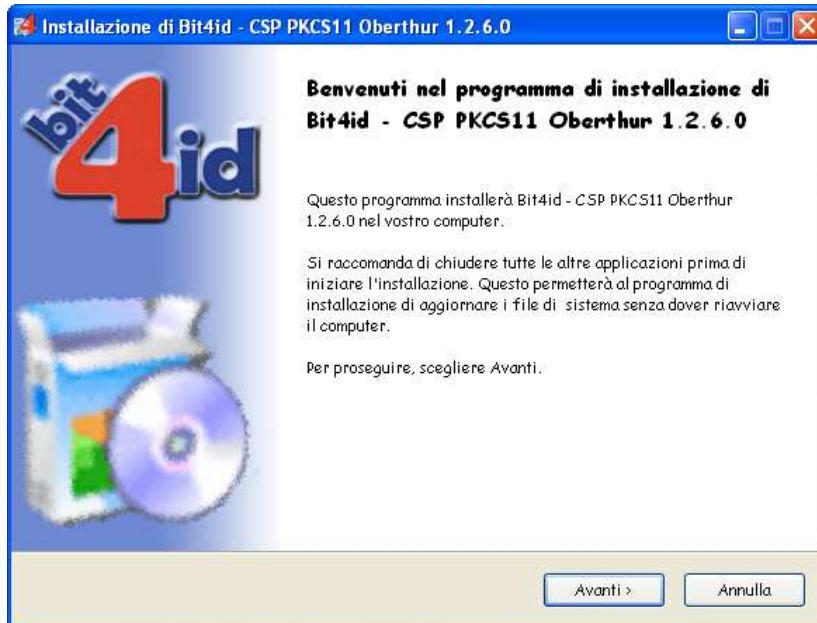 Installazione di Bit4id - CSP PKCS11 Oberthur 1.2.6.0
bit
4
id
Benvenuti nel programma di installazione di
Bit4id - CSP PKCS11 Oberthur 1.2.6.0
Questo programma installerà Bit4id - CSP PKCS11 Oberthur
1.2.6.0 nel vostro computer.
Si raccomanda di chiudere tutte le altre applicazioni prima di
iniziare l'installazione. Questo permetterà al programma di
installazione di aggiornare i file di sistema senza dover riavviare
il computer.
Per proseguire, scegliere Avanti.
Avanti >
Annulla